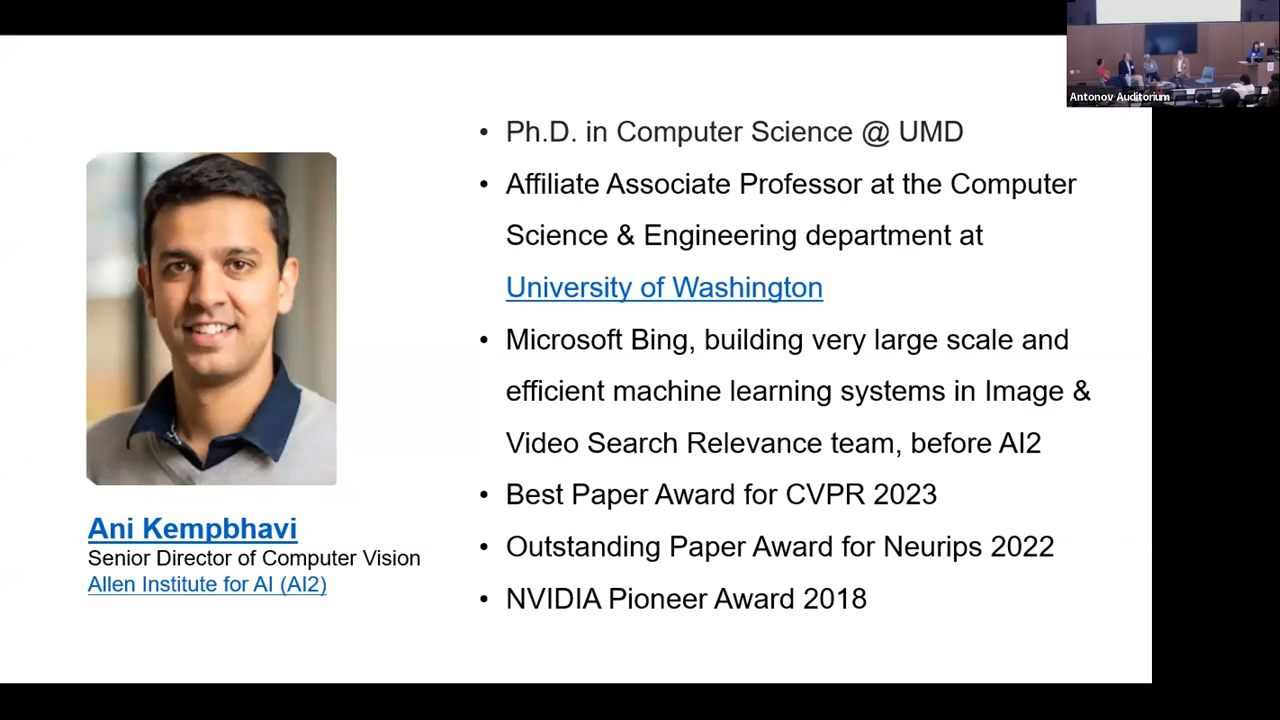 Antonov Auditorium
• Ph.D. in Computer Science @ UMD
• Affiliate Associate Professor at the Computer
Science & Engineering department at
University of Washington
• Microsoft Bing, building very large scale and
efficient machine learning systems in Image &
Video Search Relevance team, before AI2
• Best Paper Award for CVPR 2023
• Outstanding Paper Award for Neurips 2022
• NVIDIA Pioneer Award 2018
Ani Kempbhavi
Senior Director of Computer Vision
Allen Institute for AI (AI2)